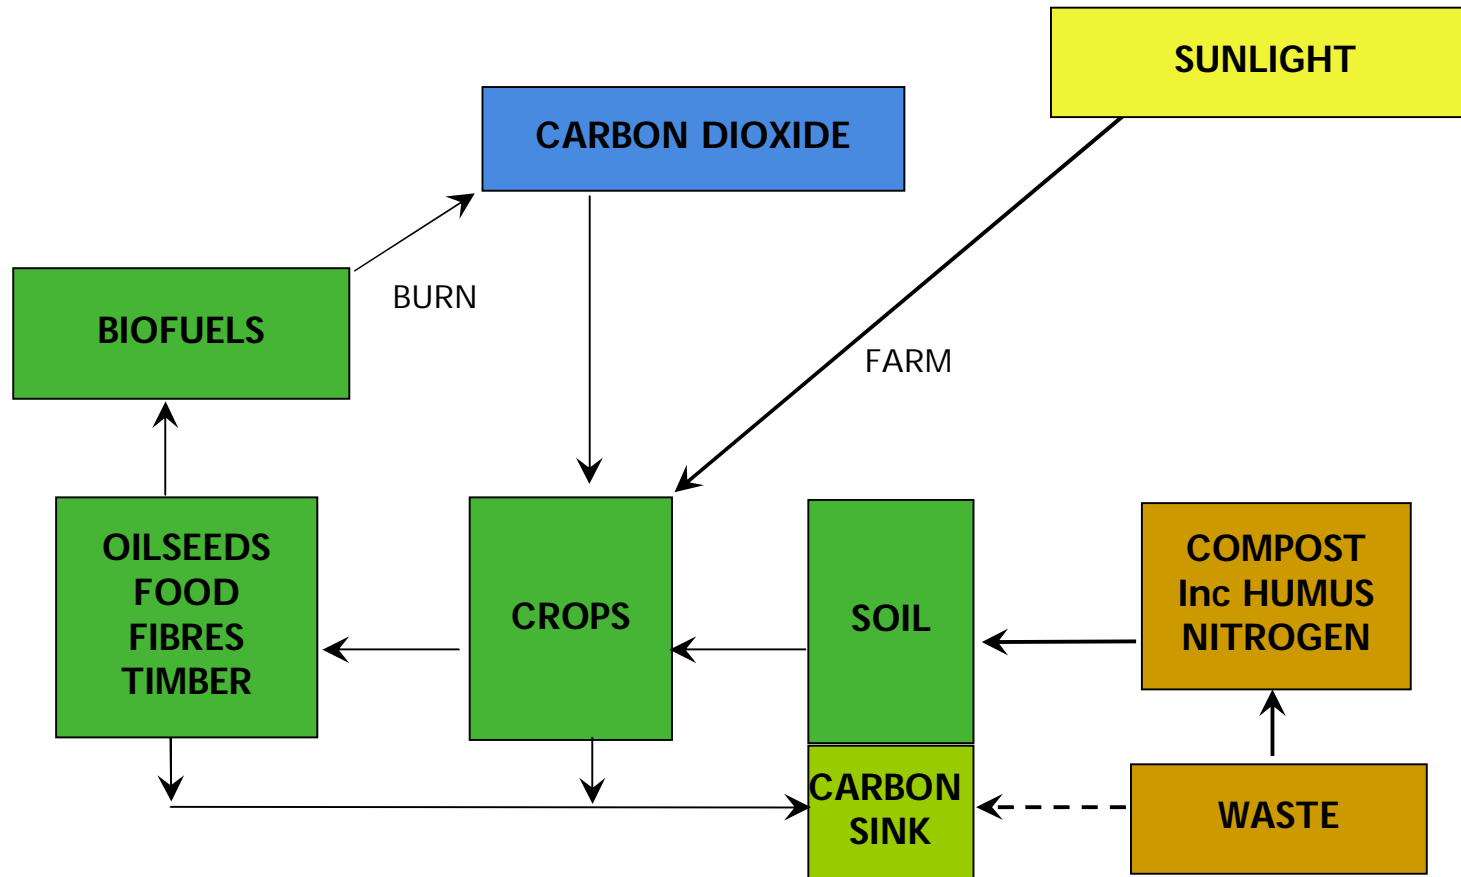 SUNLIGHT
CARBON DIOXIDE
BURN
BIOFUELS
FARM
OILSEEDS
FOOD
FIBRES
TIMBER
CROPS
SOIL
COMPOST
Inc HUMUS
NITROGEN
CARBON
SINK
WASTE